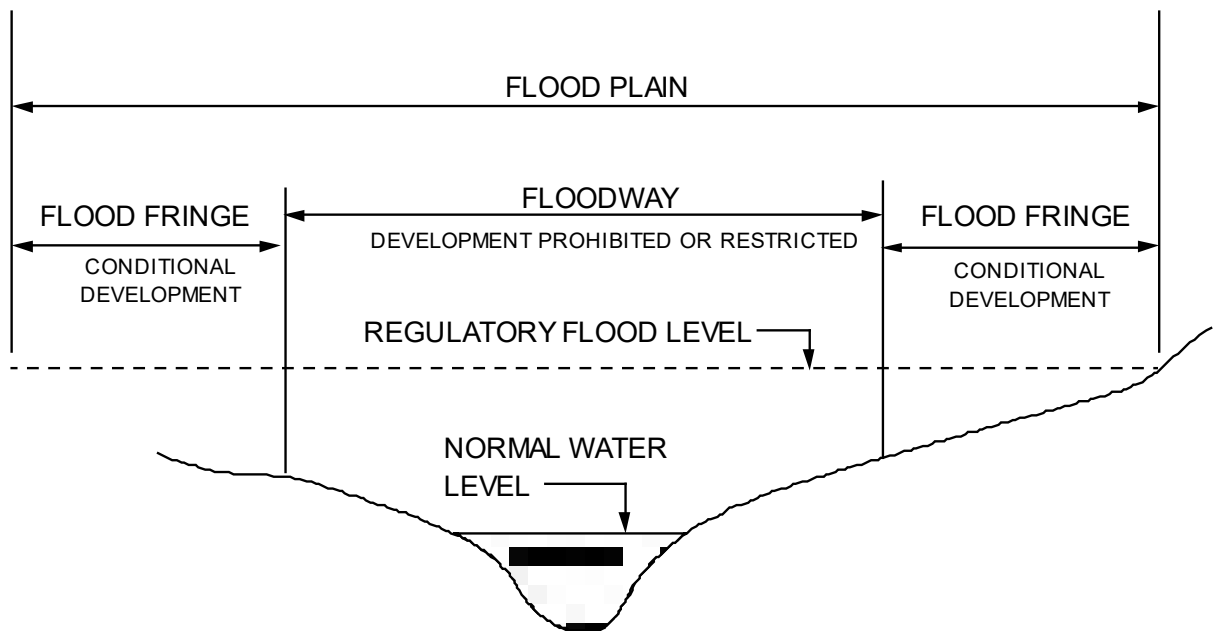 FLOOD PLAIN
FLOOD FRINGE
CONDITIONAL
DEVELOPMENT
FLOODWAY
DEVELOPMENT PROHIBITED OR RESTRICTED
FLOOD FRINGE
CONDITIONAL
DEVELOPMENT
REGULATORY FLOOD LEVEL
NORMAL WATER
LEVEL